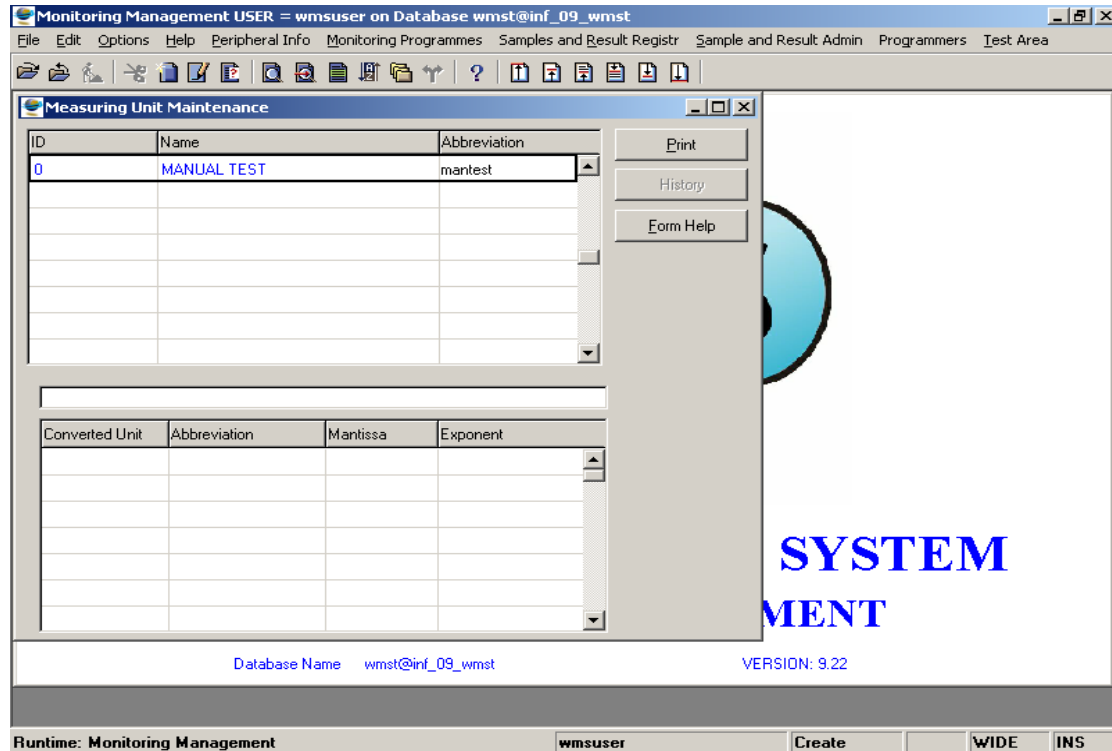 Monitoring Management USER = wmsuser on Database wmst@inf_09_wmst
File Edit Options Help Peripheral Info Monitoring Programmes Samples and Result Registr Sample and Result Admin Programmers Test Area
Measuring Unit Maintenance
ID Name Abbreviation
0 MANUAL TEST mantest
Print
History
Form Help
Converted Unit Abbreviation Mantissa Exponent
SYSTEM
MENT
Database Name wmst@inf_09_wmst VERSION: 9.22
Runtime: Monitoring Management wmsuser Create WIDE INS